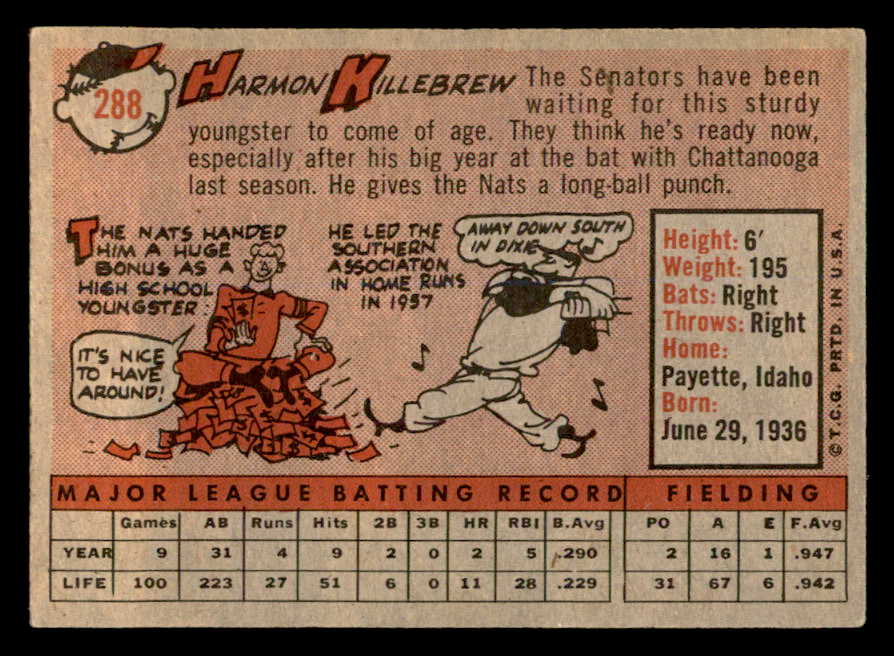 288
HARMON KILLEBREW
The Senators have been
waiting for this sturdy
youngster to come of age. They think he's ready now,
especially after his big year at the bat with Chattanooga
last season. He gives the Nats a long-ball punch.
THE NATS HANDED
HIM A HUGE
BONUS AS A
HIGH SCHOOL
YOUNGSTER.
IT'S NICE
TO HAVE
AROUND!
HE LED THE
SOUTHERN
ASSOCIATION
IN HOME RUNS
IN 1957
AWAY DOWN SOUTH
IN DIXIE
Height: 6'
Weight: 195
Bats: Right
Throws: Right
Home:
Payette, Idaho
Born:
June 29, 1936
© T.C.G. PRTD. IN U.S.A.
MAJOR LEAGUE BATTING RECORD FIELDING
Games AB Runs Hits 2B 3B HR RBI B.Avg PO A E F.Avg
YEAR 9 31 4 9 2 0 2 5 .290 2 16 1 .947
LIFE 100 223 27 51 6 0 11 28 .229 31 67 6 .942